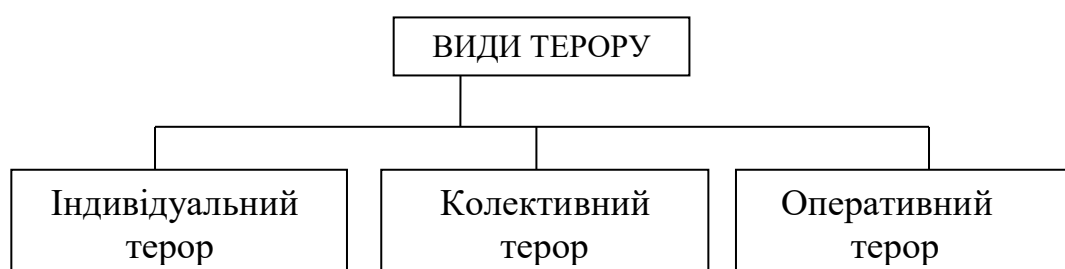 ВИДИ ТЕРОРУ
Індивідуальний
терор
Колективний
терор
Оперативний
терор